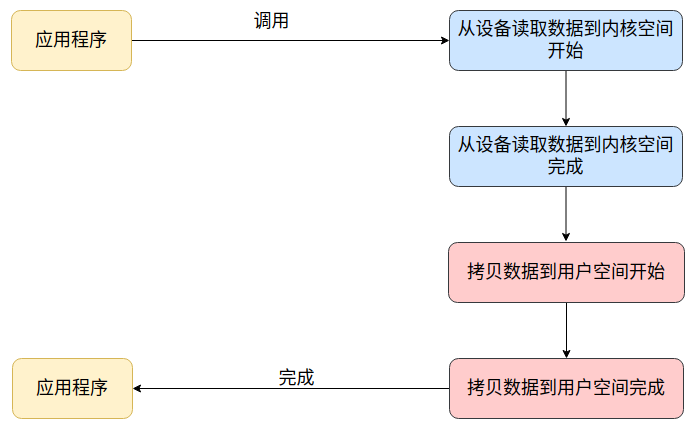 应用程序
调用
从设备读取数据到内核空间
开始
从设备读取数据到内核空间
完成
拷贝数据到用户空间开始
应用程序
完成
拷贝数据到用户空间完成